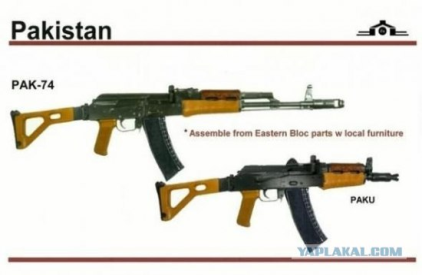 Pakistan
PAK-74
* Assemble from Eastern Bloc parts w local furniture
PAKU
YAPLAKAL.COM